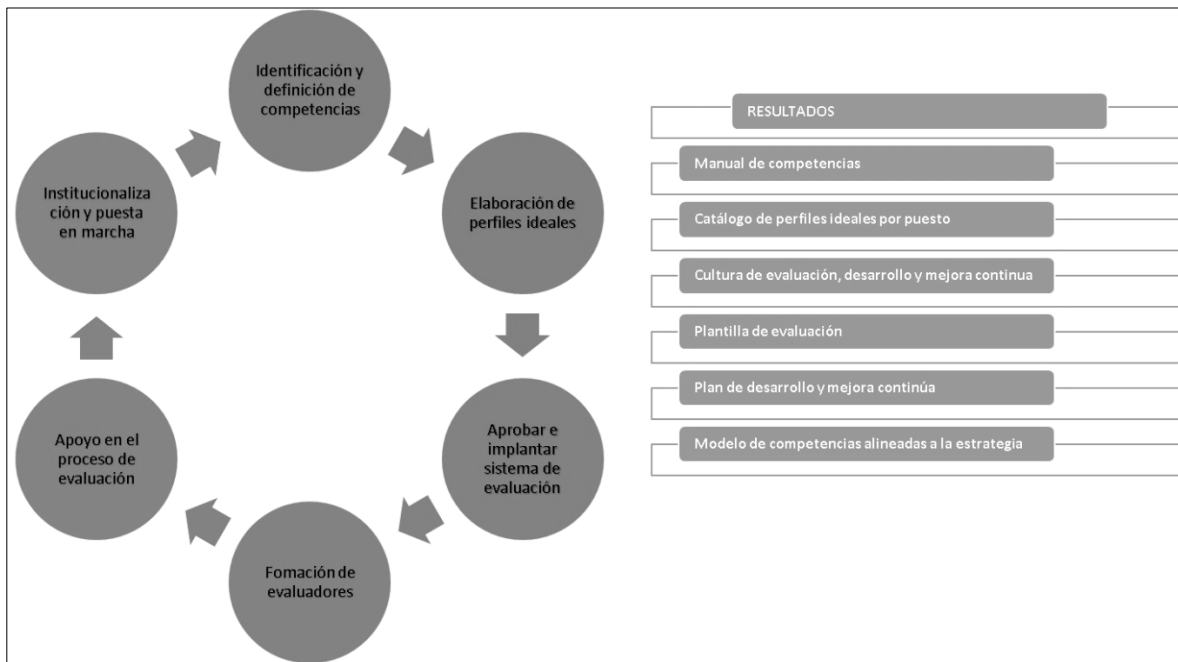 Identificación y
definición de
competencias
Elaboración de
perfiles ideales
Aprobar e
implantar
sistema de
evaluación
Fomación de
evaluadores
Apoyo en el
proceso de
evaluación
Institucionaliza
ción y puesta
en marcha
RESULTADOS
Manual de competencias
Catálogo de perfiles ideales por puesto
Cultura de evaluación, desarrollo y mejora continua
Plantilla de evaluación
Plan de desarrollo y mejora continúa
Modelo de competencias alineadas a la estrategia